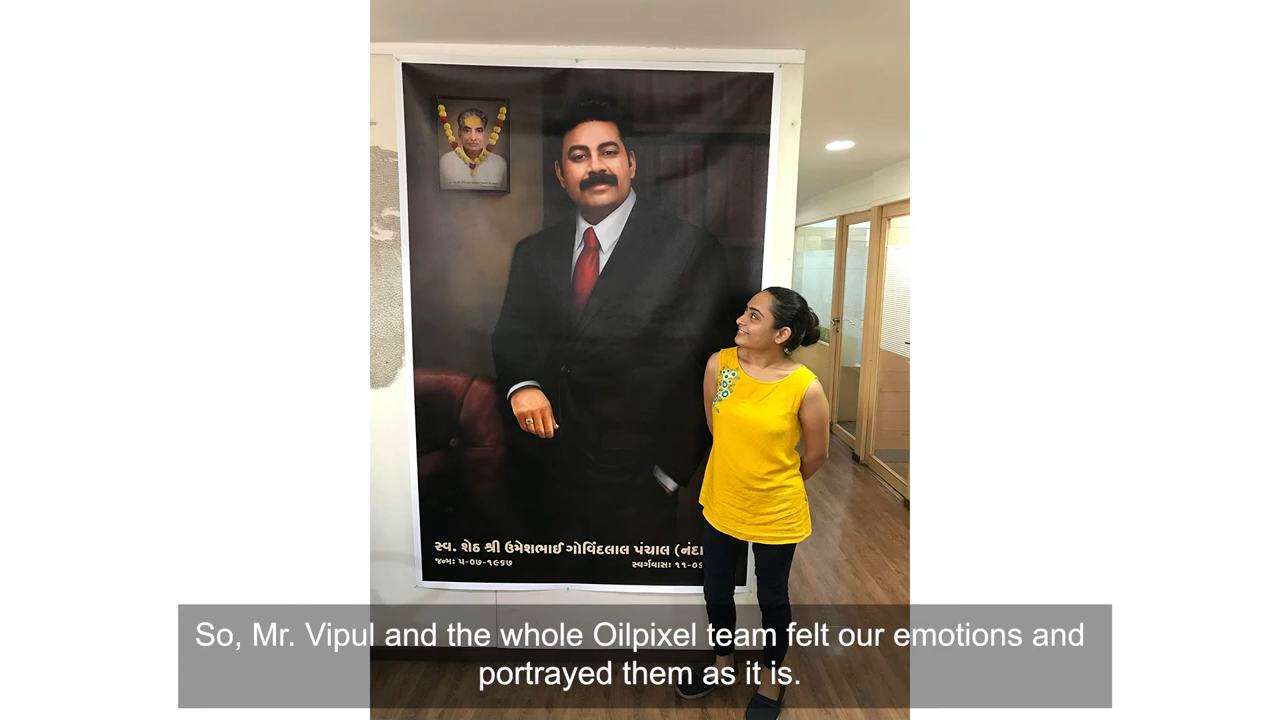 સ્વ. શેઠ શ્રી ઉમેશભાઈ ગોવિંદલાલ પંચાલ (નંદા
જન્મઃ ૫-૦૭-૧૯૬૭ સ્વર્ગવાસઃ ૧૧-૦૬
So, Mr. Vipul and the whole Oilpixel team felt our emotions and
portrayed them as it is.